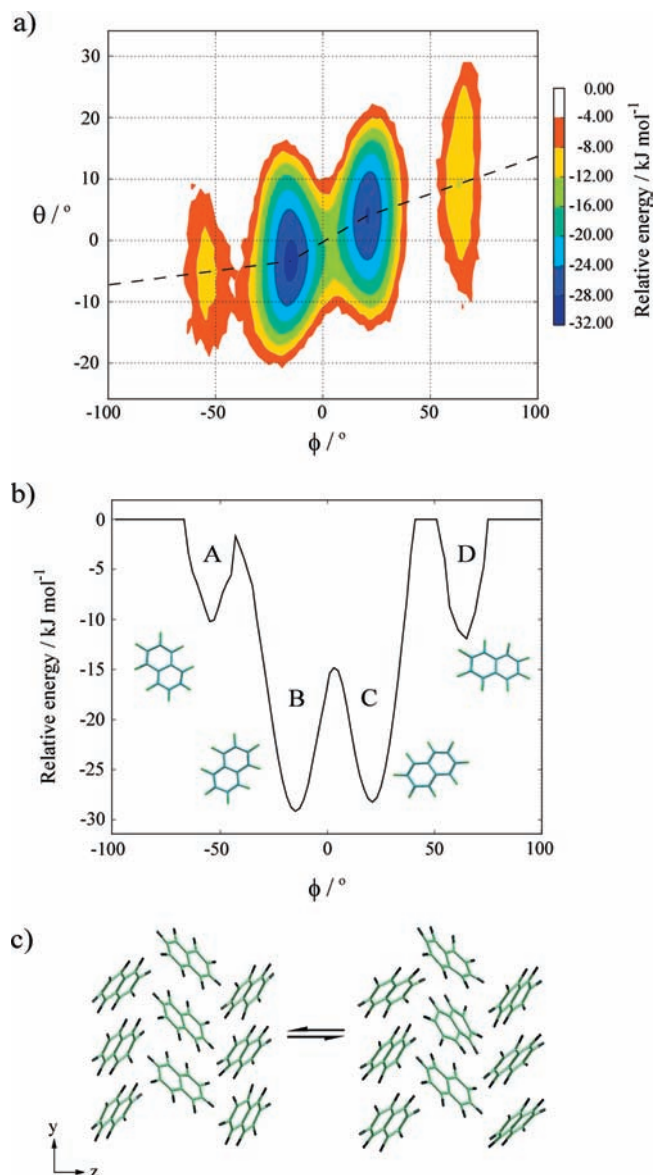 a)
30
20
10
0
-10
-20
θ / °
-100
-50
0
50
100
ϕ / °
0.00
-4.00
-8.00
-12.00
-16.00
-20.00
-24.00
-28.00
-32.00
Relative energy / kJ mol⁻¹
b)
0
-5
-10
-15
-20
-25
-30
Relative energy / kJ mol⁻¹
A
B
C
D
-100
-50
0
50
100
ϕ / °
c)
y
z